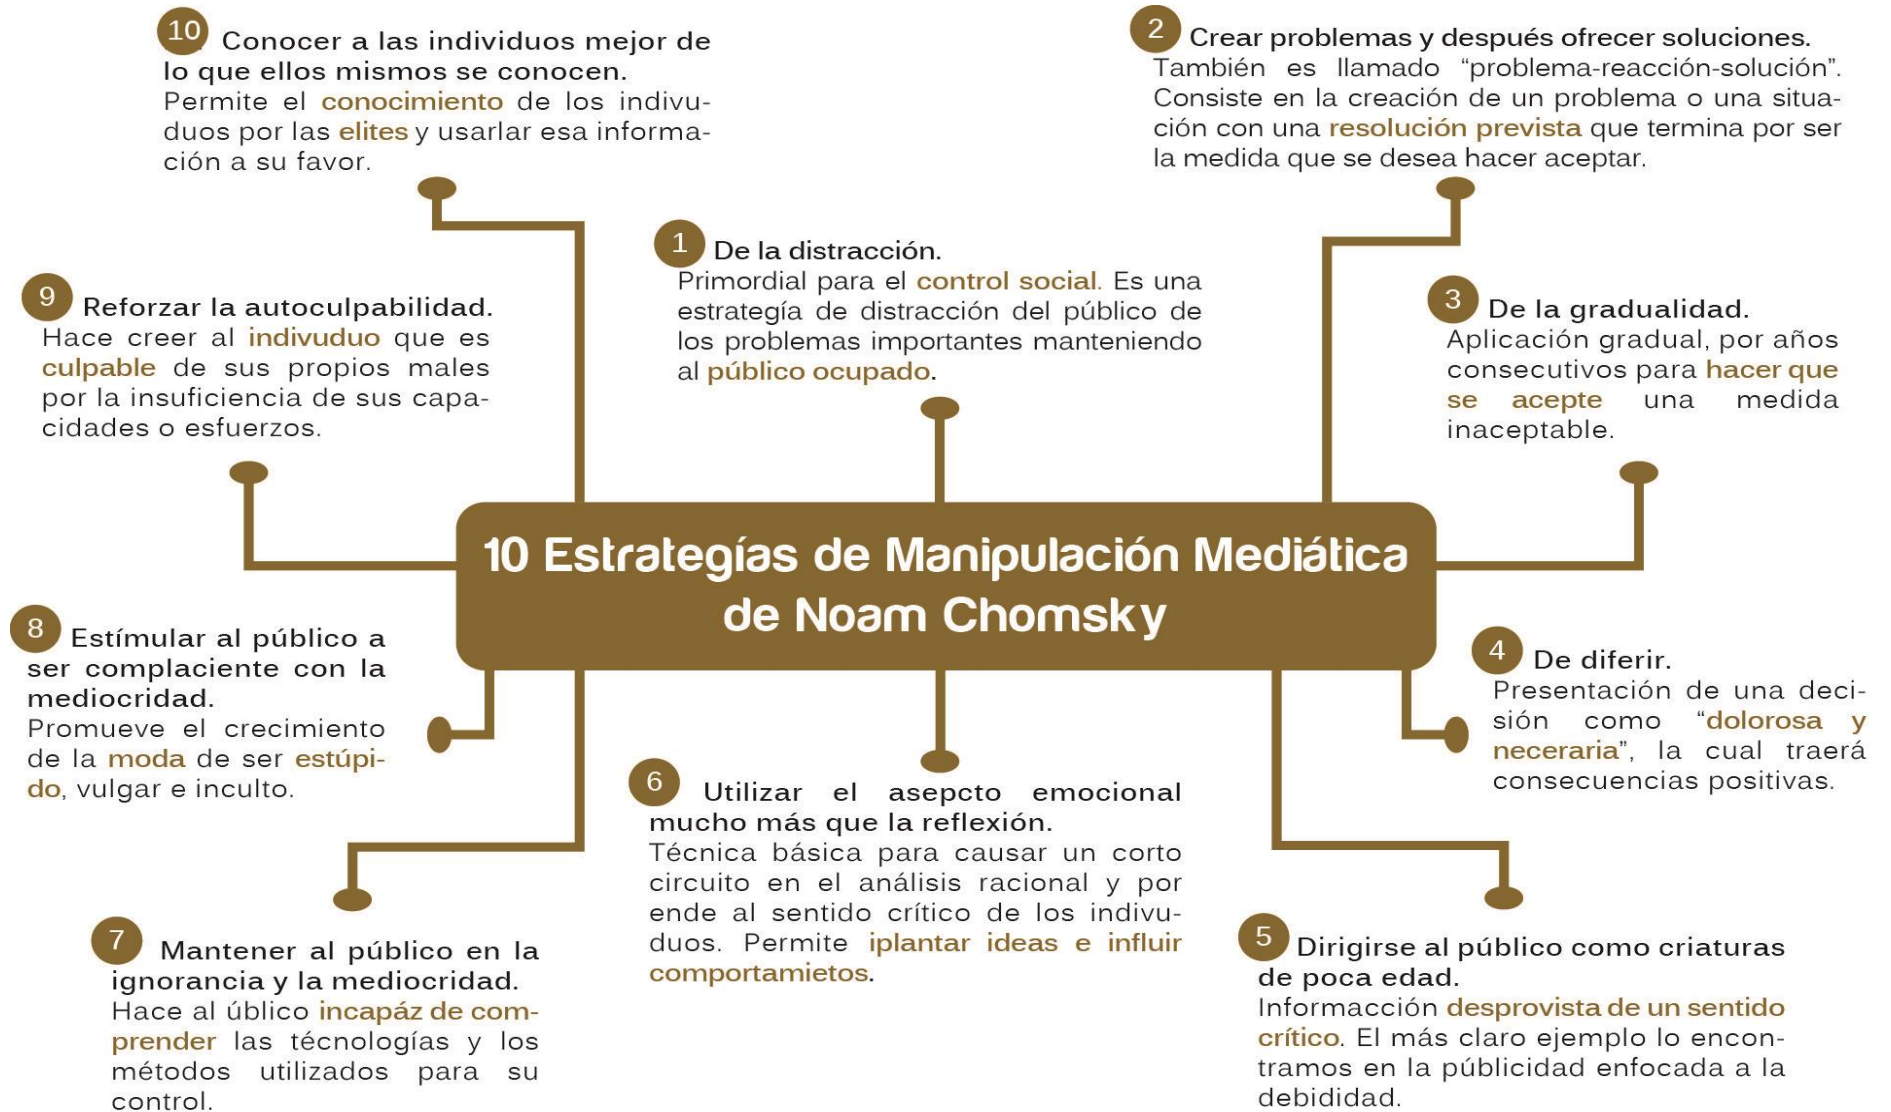 10 Estrategías de Manipulación Mediática
de Noam Chomsky
1 De la distracción.
Primordial para el control social. Es una
estrategía de distracción del público de
los problemas importantes manteniendo
al público ocupado.
2 Crear problemas y después ofrecer soluciones.
También es llamado “problema-reacción-solución”.
Consiste en la creación de un problema o una situa-
ción con una resolución prevista que termina por ser
la medida que se desea hacer aceptar.
3 De la gradualidad.
Aplicación gradual, por años
consecutivos para hacer que
se acepte una medida
inaceptable.
4 De diferir.
Presentación de una deci-
sión como “dolorosa y
neceraria”, la cual traerá
consecuencias positivas.
5 Dirigirse al público como criaturas
de poca edad.
Informacción desprovista de un sentido
crítico. El más claro ejemplo lo encon-
tramos en la públicidad enfocada a la
debididad.
6 Utilizar el asepcto emocional
mucho más que la reflexión.
Técnica básica para causar un corto
circuito en el análisis racional y por
ende al sentido crítico de los indivu-
duos. Permite iplantar ideas e influir
comportamietos.
7 Mantener al público en la
ignorancia y la mediocridad.
Hace al úblico incapáz de com-
prender las técnologías y los
métodos utilizados para su
control.
8 Estímular al público a
ser complaciente con la
mediocridad.
Promueve el crecimiento
de la moda de ser estúpi-
do, vulgar e inculto.
9 Reforzar la autoculpabilidad.
Hace creer al indivuduo que es
culpable de sus propios males
por la insuficiencia de sus capa-
cidades o esfuerzos.
10 Conocer a las individuos mejor de
lo que ellos mismos se conocen.
Permite el conocimiento de los indivu-
duos por las elites y usarlar esa informa-
ción a su favor.